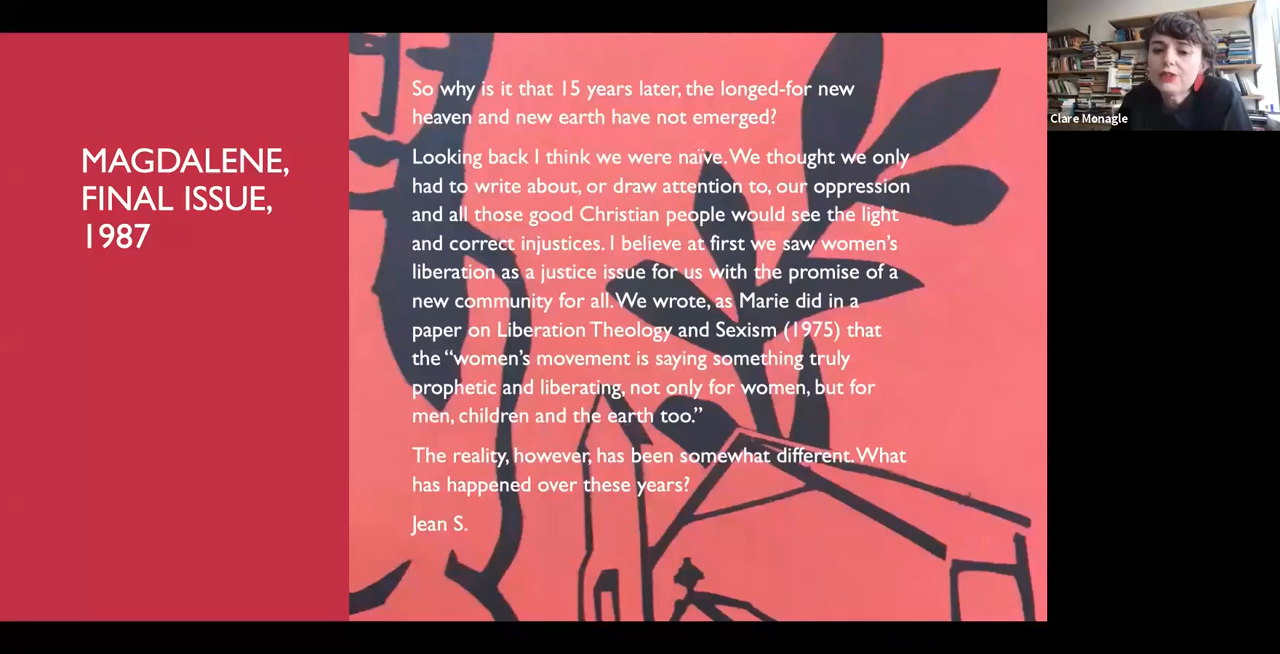 MAGDALENE,
FINAL ISSUE,
1987
So why is it that 15 years later, the longed-for new
heaven and new earth have not emerged?
Looking back I think we were naïve. We thought we only
had to write about, or draw attention to, our oppression
and all those good Christian people would see the light
and correct injustices. I believe at first we saw women’s
liberation as a justice issue for us with the promise of a
new community for all. We wrote, as Marie did in a
paper on Liberation Theology and Sexism (1975) that
the “women’s movement is saying something truly
prophetic and liberating, not only for women, but for
men, children and the earth too.”
The reality, however, has been somewhat different. What
has happened over these years?
Jean S.
Clare Monagle